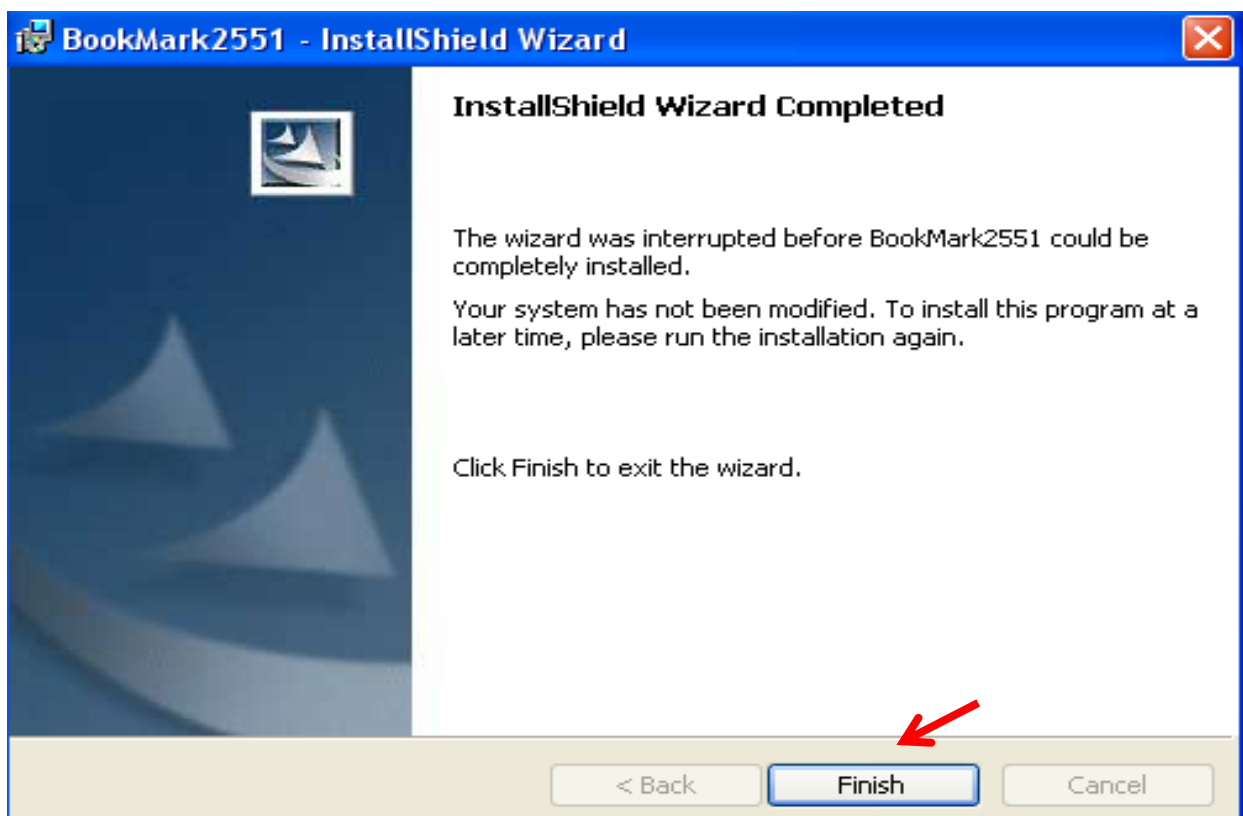 BookMark2551 - InstallShield Wizard
InstallShield Wizard Completed
The wizard was interrupted before BookMark2551 could be
completely installed.
Your system has not been modified. To install this program at a
later time, please run the installation again.
Click Finish to exit the wizard.
< Back Finish Cancel